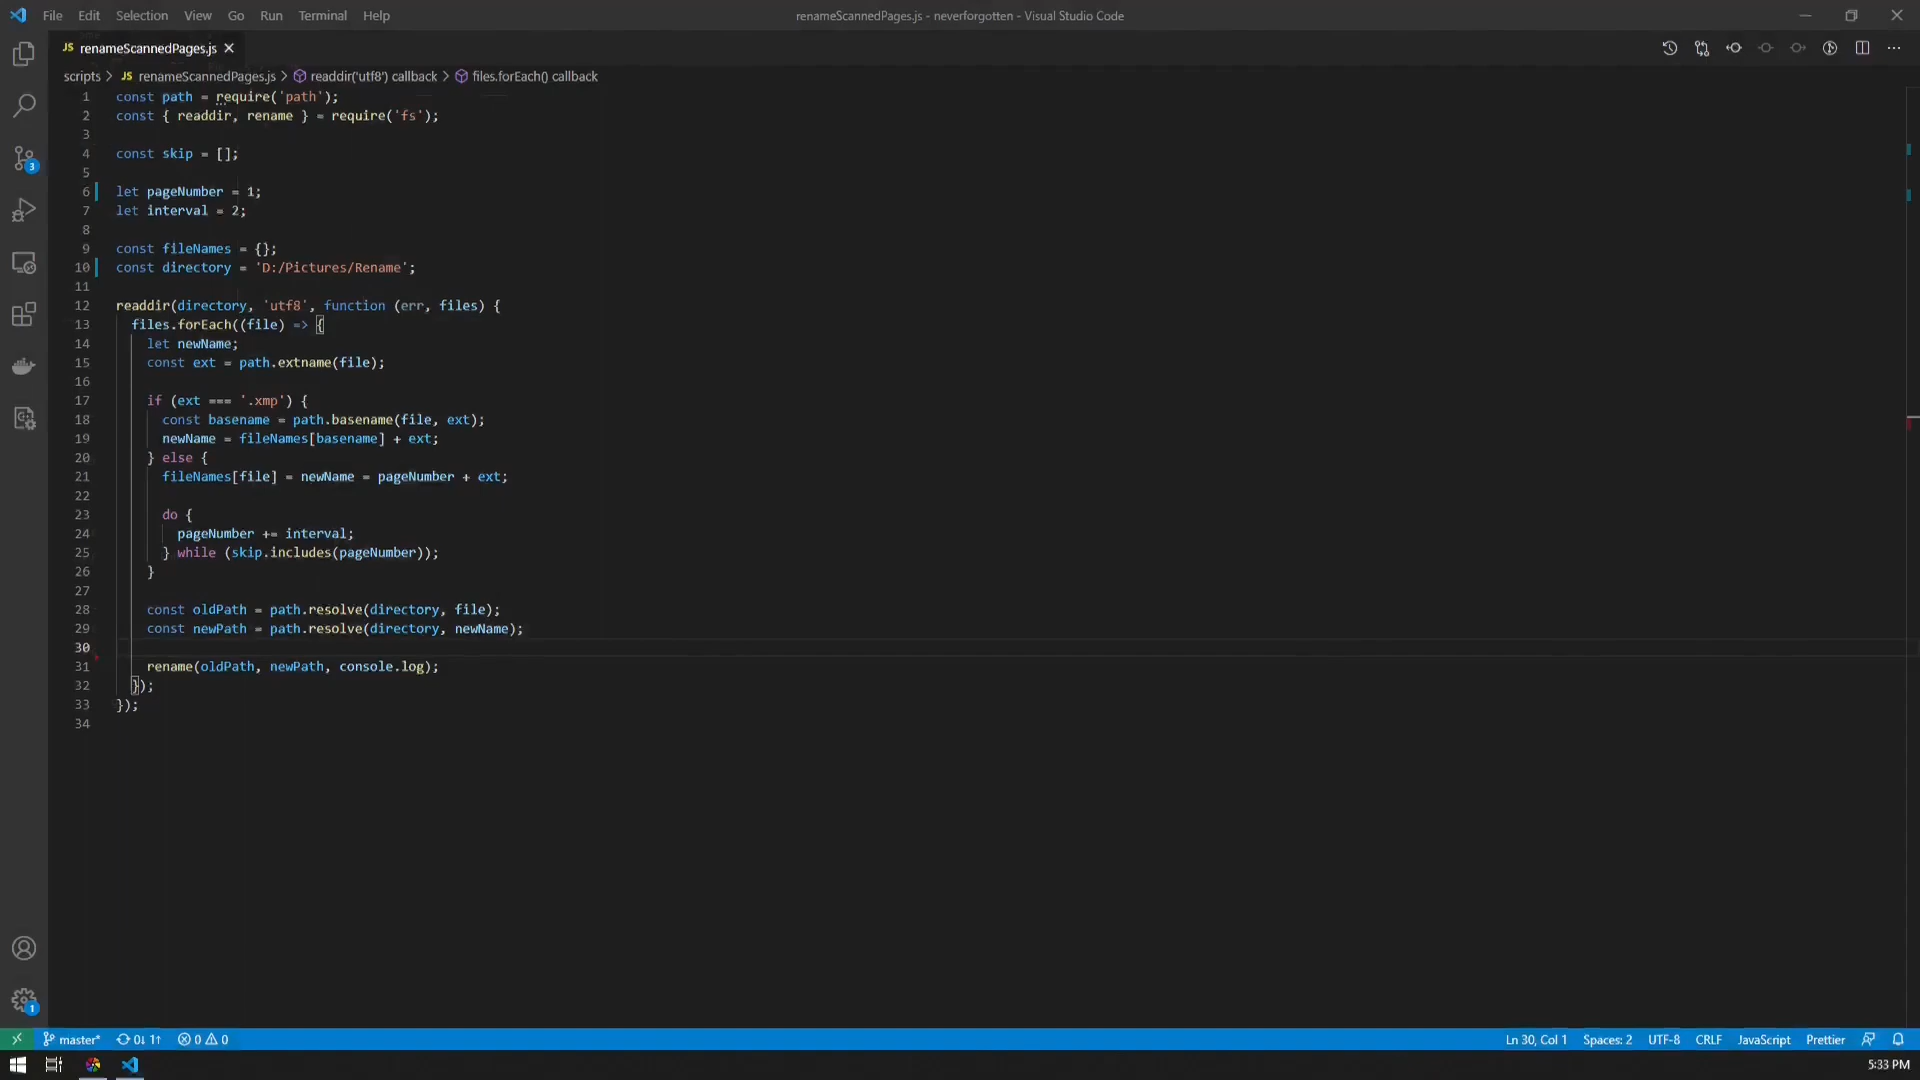 File Edit Selection View Go Run Terminal Help renameScannedPages.js - neverforgotten - Visual Studio Code
JS renameScannedPages.js
scripts > JS renameScannedPages.js > readdir('utf8') callback > files.forEach() callback
1 const path = require('path');
2 const { readdir, rename } = require('fs');
3
4 const skip = [];
5
6 let pageNumber = 1;
7 let interval = 2;
8
9 const fileNames = {};
10 const directory = 'D:/Pictures/Rename';
11
12 readdir(directory, 'utf8', function (err, files) {
13 files.forEach((file) => {
14 let newName;
15 const ext = path.extname(file);
16
17 if (ext === '.xmp') {
18 const basename = path.basename(file, ext);
19 newName = fileNames[basename] + ext;
20 } else {
21 fileNames[file] = newName = pageNumber + ext;
22
23 do {
24 pageNumber += interval;
25 } while (skip.includes(pageNumber));
26 }
27
28 const oldPath = path.resolve(directory, file);
29 const newPath = path.resolve(directory, newName);
30
31 rename(oldPath, newPath, console.log);
32 });
33 });
34
3
1
master* 0↓ 1↑ 0 0 Ln 30, Col 1 Spaces: 2 UTF-8 CRLF JavaScript Prettier
5:33 PM